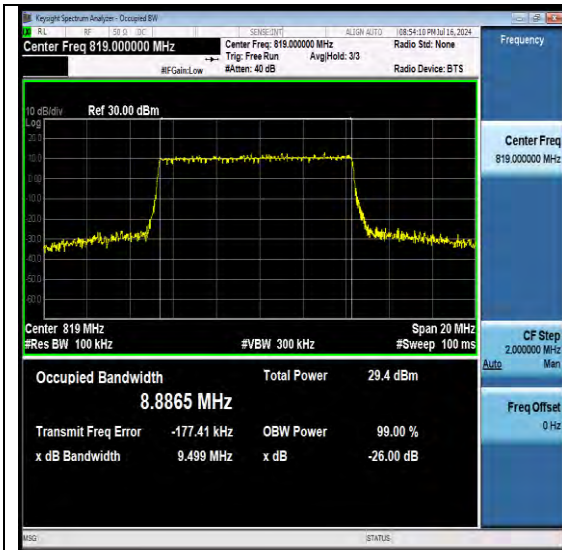 Keysight Spectrum Analyzer - Occupied BW
RL RF 50 Ω DC SENSE:INT ALIGN AUTO 08:54:10 PM Jul 16, 2024
Center Freq 819.000000 MHz Center Freq: 819.000000 MHz Radio Std: None Frequency
Trig: Free Run Avg|Hold: 3/3
#IFGain:Low #Atten: 40 dB Radio Device: BTS
10 dB/div Ref 30.00 dBm
Log
20.0
10.0
0.00
-10.0
-20.0
-30.0
-40.0
-50.0
-60.0
Center Freq
819.000000 MHz
Center 819 MHz Span 20 MHz
#Res BW 100 kHz #VBW 300 kHz #Sweep 100 ms
CF Step
2.000000 MHz
Auto Man
Occupied Bandwidth Total Power 29.4 dBm
8.8865 MHz
Transmit Freq Error -177.41 kHz OBW Power 99.00 %
x dB Bandwidth 9.499 MHz x dB -26.00 dB
Freq Offset
0 Hz
MSG STATUS